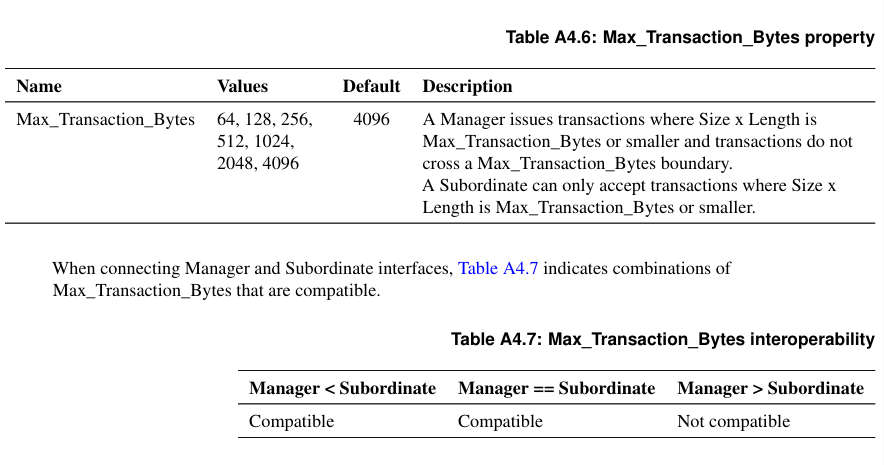 Table A4.6: Max_Transaction_Bytes property
Name Values Default Description
Max_Transaction_Bytes 64, 128, 256, 4096 A Manager issues transactions where Size x Length is
512, 1024, Max_Transaction_Bytes or smaller and transactions do not
2048, 4096 cross a Max_Transaction_Bytes boundary.
A Subordinate can only accept transactions where Size x
Length is Max_Transaction_Bytes or smaller.
When connecting Manager and Subordinate interfaces, Table A4.7 indicates combinations of
Max_Transaction_Bytes that are compatible.
Table A4.7: Max_Transaction_Bytes interoperability
Manager < Subordinate Manager == Subordinate Manager > Subordinate
Compatible Compatible Not compatible